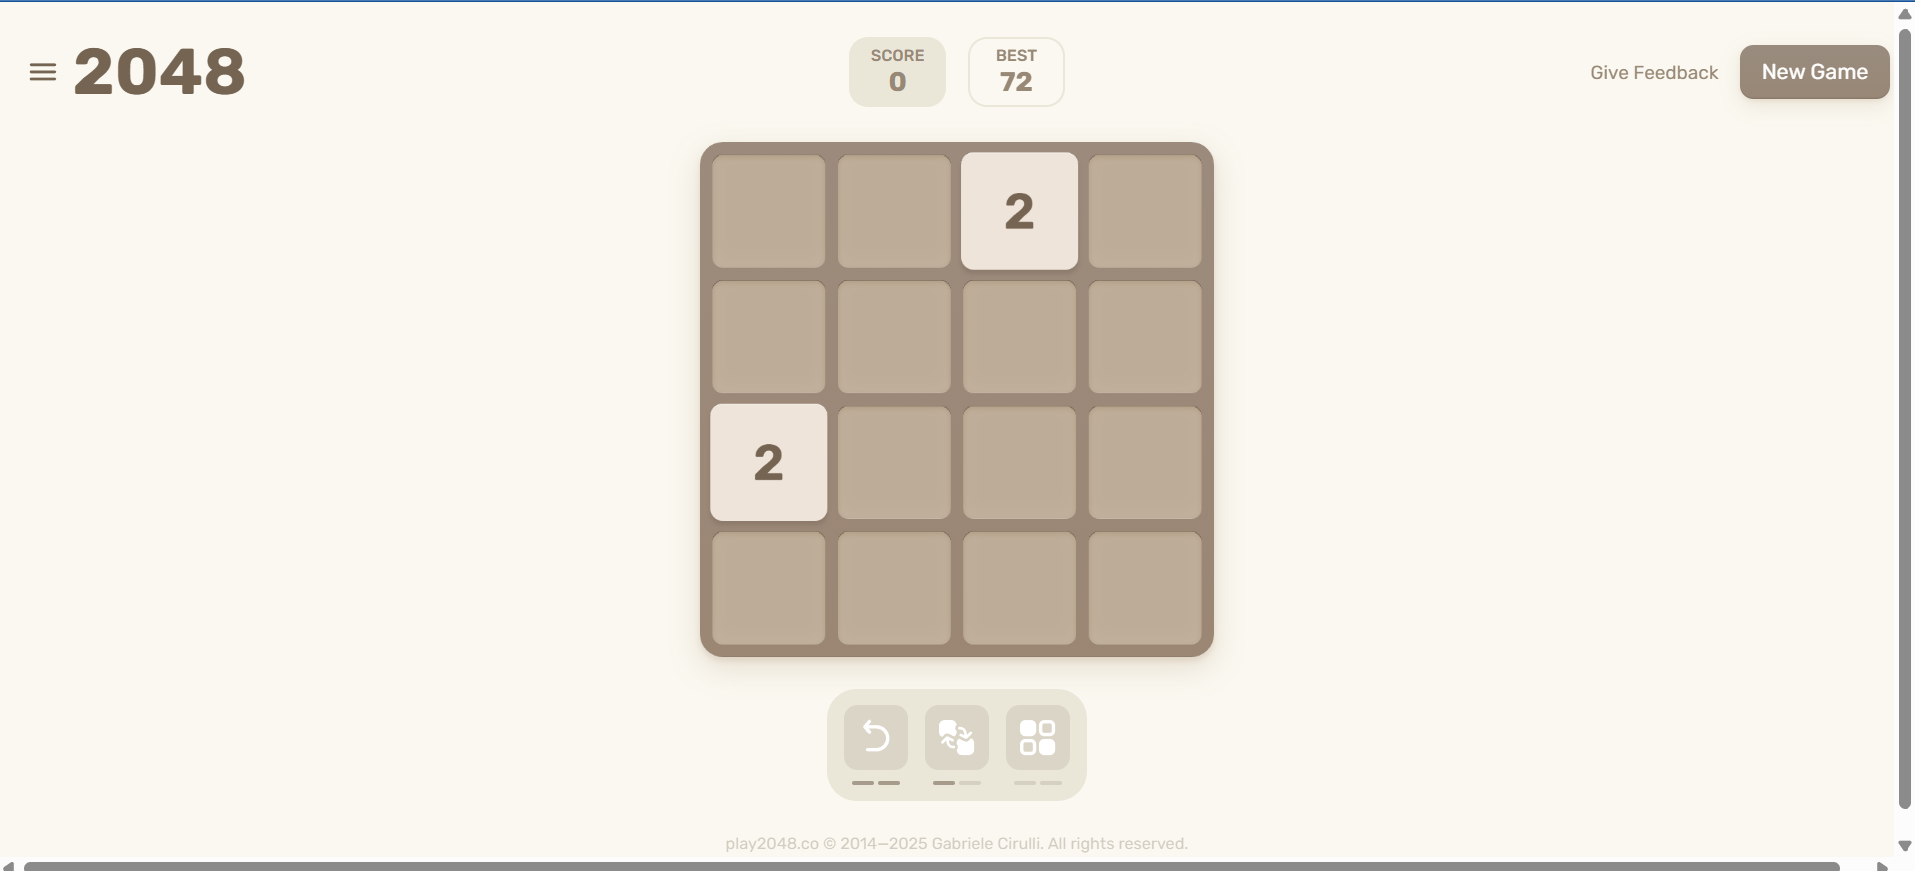 2048
SCORE
0
BEST
72
Give Feedback
New Game
2
2
play2048.co © 2014—2025 Gabriele Cirulli. All rights reserved.